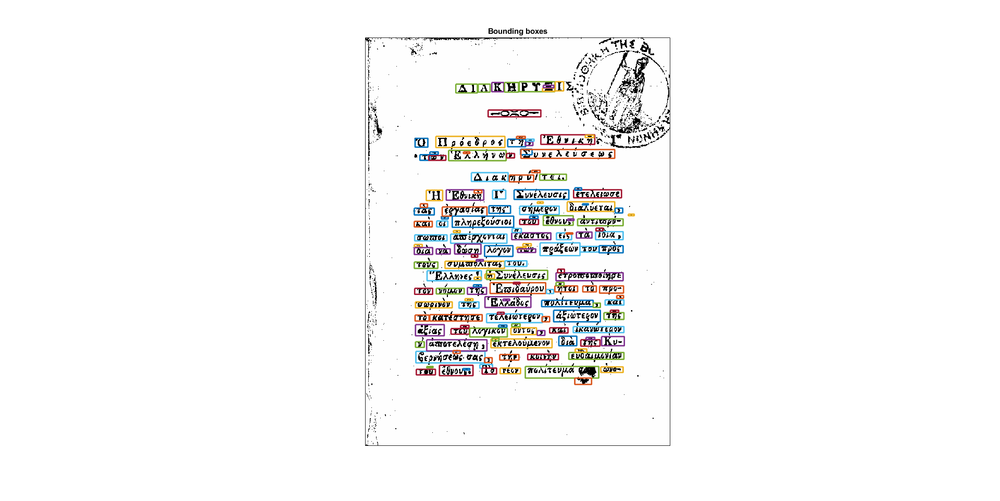 Bounding boxes
ΔΙΑΚΗΡΥΞΙΣ
Ὁ Πρόεδρος τῆς Ἐθνικῆς Γ΄
τῶν Ἑλλήνων Συνελεύσεως
Διακηρύττει.
Ἡ Ἐθνικὴ Γ΄ Συνέλευσις ἐτελείωσε
τὰς ἐργασίας της σήμερον διαλύεται,
καὶ οἱ πληρεξούσιοι τοῦ ἔθνους ἀντιπρό-
σωποι ἀπέρχονται ἕκαστος εἰς τὰ ἴδια,
διὰ νὰ δώσῃ λόγον τῶν πράξεών του πρὸς
τοὺς συμπολίτας του.
Ἕλληνες! ἡ Συνέλευσις ἐτροποποίησε
τὸν νόμον τῆς Ἐπιδαύρου, ἤτοι τὸ προ-
σωρινὸν τῆς Ἑλλάδος πολίτευμα, καὶ
τὸ κατέστησε τελειώτερον, ἀξιώτερον τῆς
ἀξίας τοῦ λογικοῦ ὄντος, καὶ ἱκανώτερον
ν ἀποτελέσῃ, ἐκτελούμενον διὰ τῆς Κυ-
βερνήσεώς σας, τὴν κοινὴν εὐδαιμονίαν
τοῦ ἔθνους. Τὸ νέον πολίτευμα
ΤΗΣ ΒΟΥ